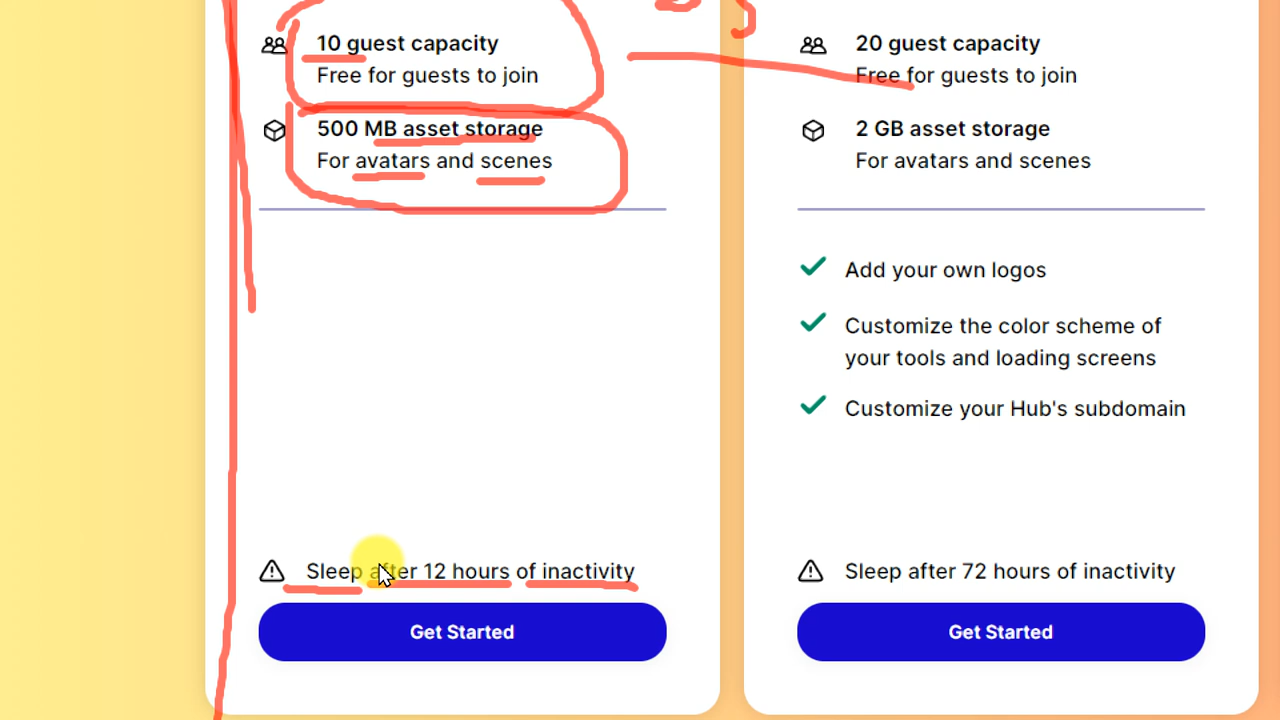 10 guest capacity
Free for guests to join
500 MB asset storage
For avatars and scenes
Sleep after 12 hours of inactivity
Get Started
20 guest capacity
Free for guests to join
2 GB asset storage
For avatars and scenes
Add your own logos
Customize the color scheme of
your tools and loading screens
Customize your Hub's subdomain
Sleep after 72 hours of inactivity
Get Started